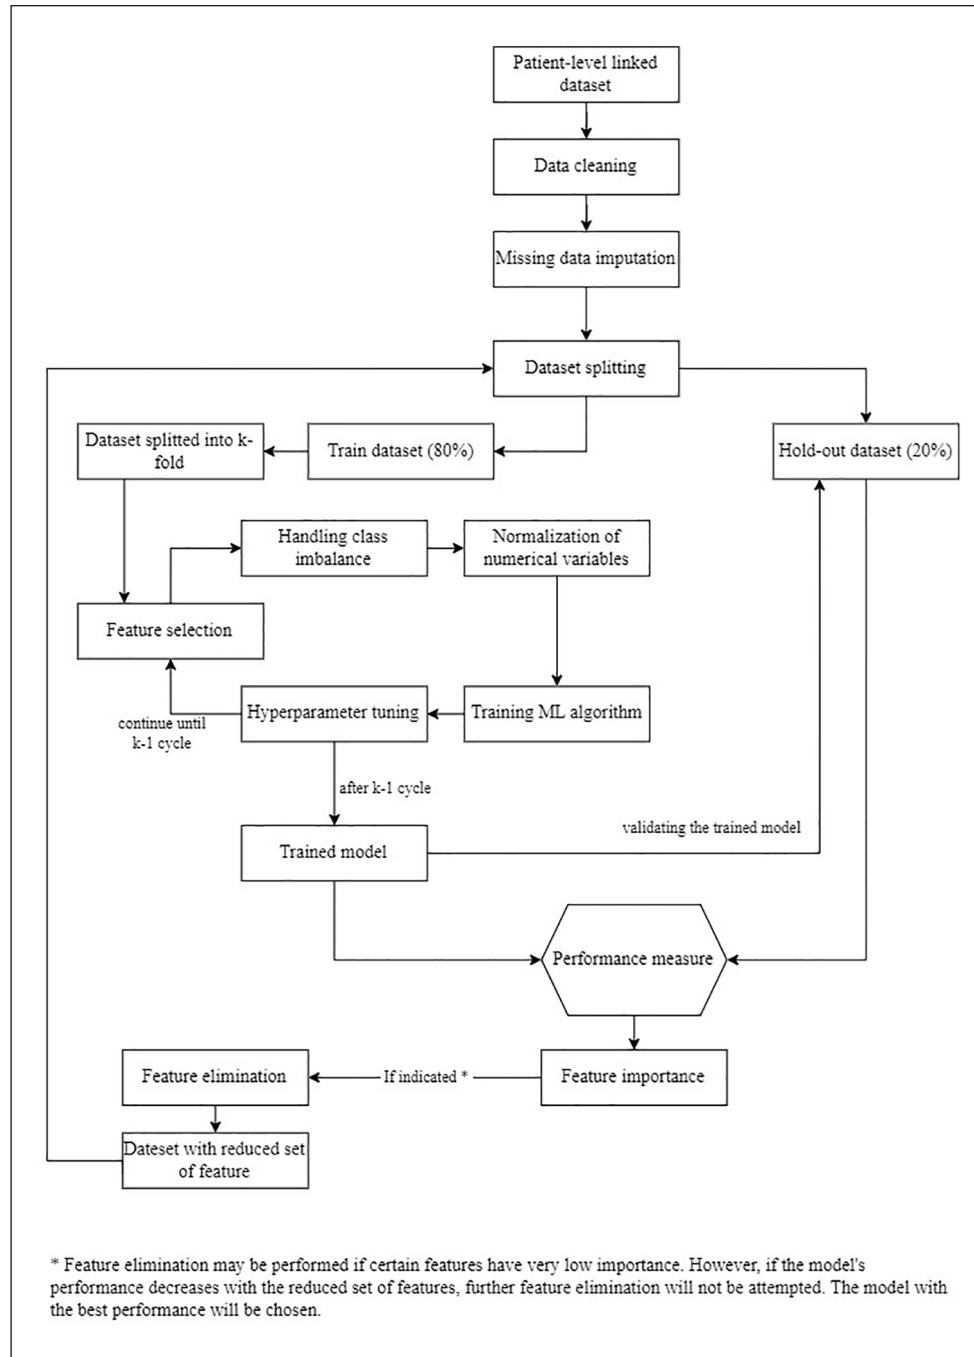 Patient-level linked
dataset
Data cleaning
Missing data imputation
Dataset splitting
Dataset splitted into k-
fold
Train dataset (80%)
Hold-out dataset (20%)
Handling class
imbalance
Normalization of
numerical variables
Feature selection
Hyperparameter tuning
Training ML algorithm
continue until
k-1 cycle
after k-1 cycle
validating the trained model
Trained model
Performance measure
Feature elimination
If indicated *
Feature importance
Dateset with reduced set
of feature
* Feature elimination may be performed if certain features have very low importance. However, if the model's
performance decreases with the reduced set of features, further feature elimination will not be attempted. The model with
the best performance will be chosen.